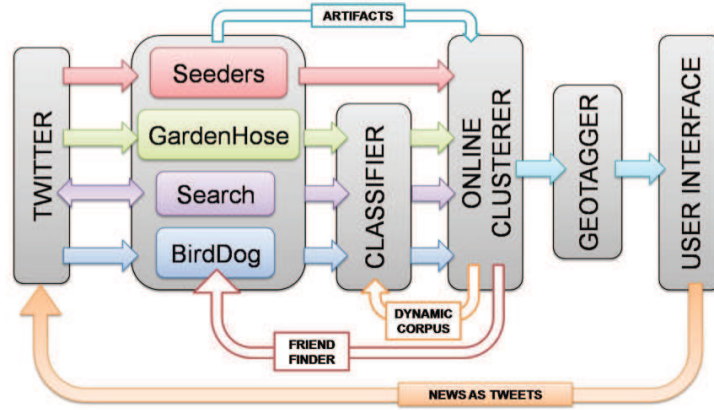 ARTIFACTS
TWITTER
Seeders
GardenHose
Search
BirdDog
CLASSIFIER
ONLINE
CLUSTERER
GEOTAGGER
USER INTERFACE
DYNAMIC
CORPUS
FRIEND
FINDER
NEWS AS TWEETS